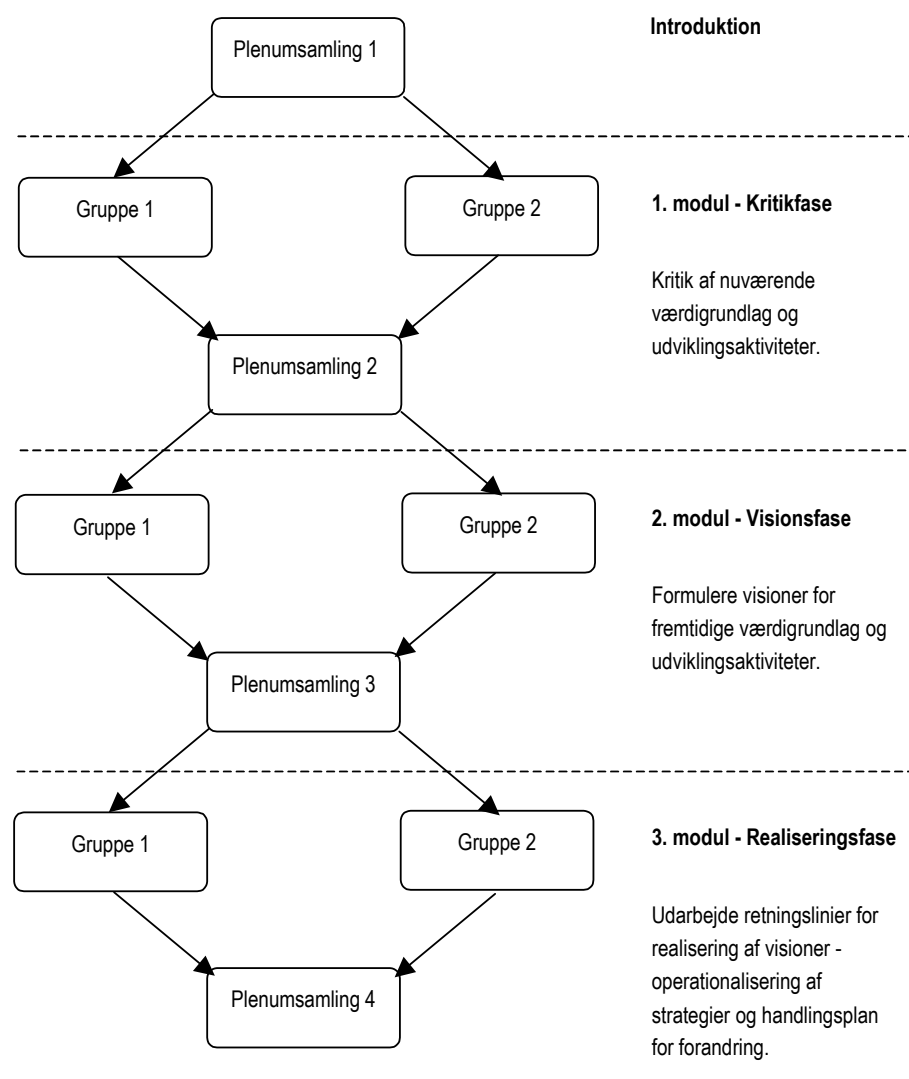 Plenumsamling 1
Introduktion
Gruppe 1
Gruppe 2
1. modul - Kritikfase
Kritik af nuværende
værdigrundlag og
udviklingsaktiviteter.
Plenumsamling 2
Gruppe 1
Gruppe 2
2. modul - Visionsfase
Formulere visioner for
fremtidige værdigrundlag og
udviklingsaktiviteter.
Plenumsamling 3
Gruppe 1
Gruppe 2
3. modul - Realiseringsfase
Udarbejde retningslinier for
realisering af visioner -
operationalisering af
strategier og handlingsplan
for forandring.
Plenumsamling 4